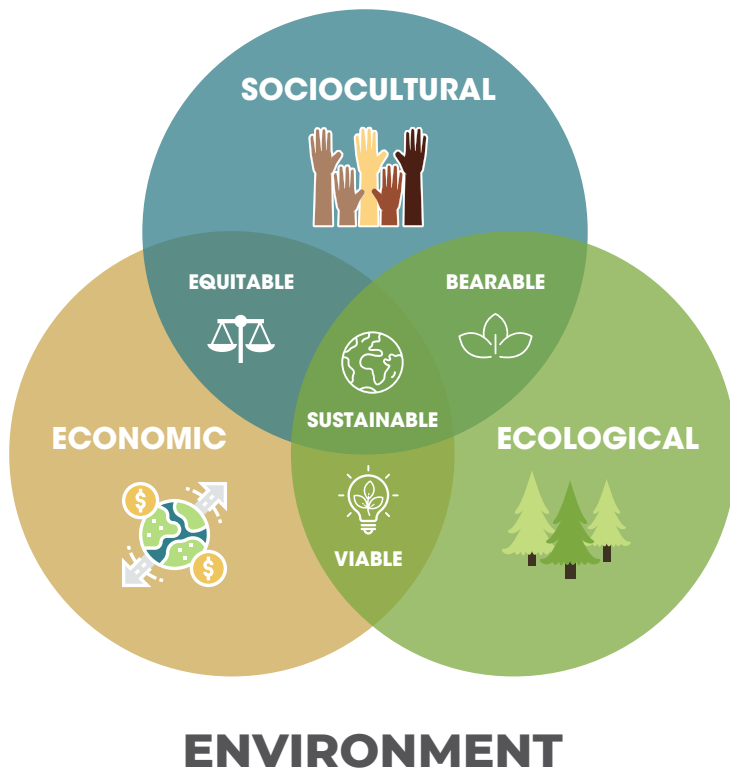 SOCIOCULTURAL
EQUITABLE
BEARABLE
SUSTAINABLE
ECONOMIC
ECOLOGICAL
$
$
VIABLE
ENVIRONMENT